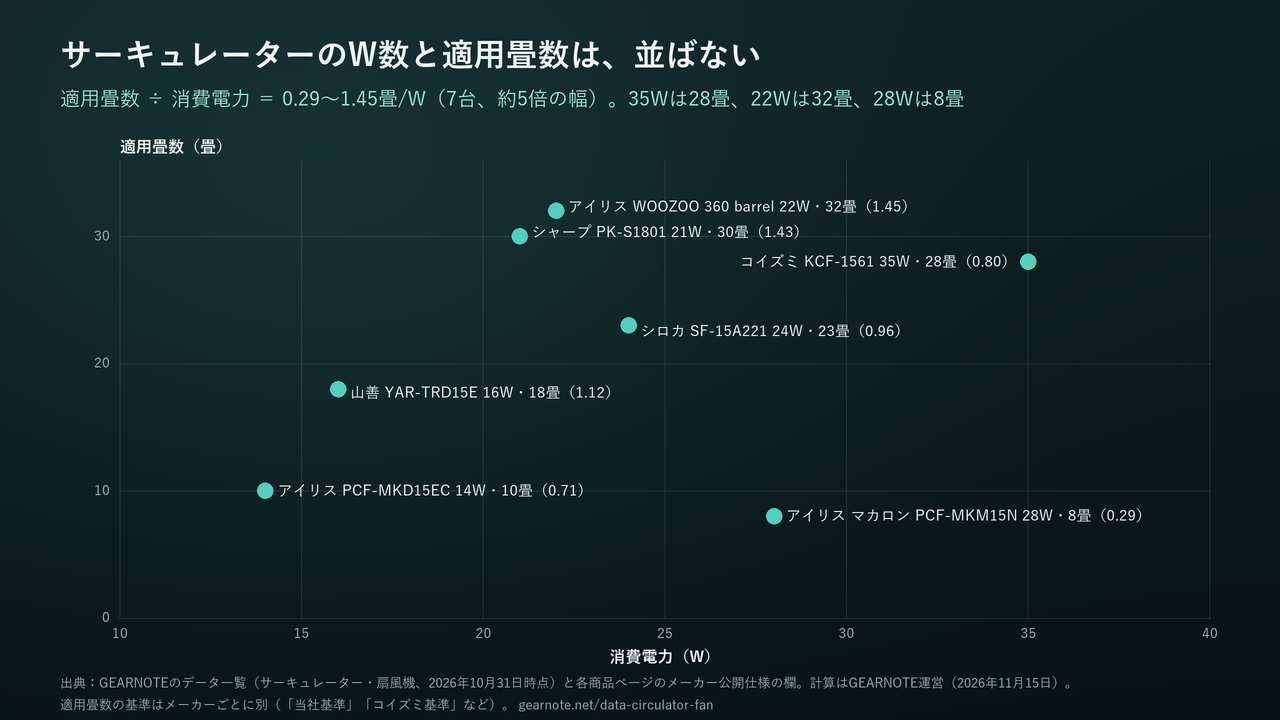 サーキュレーターのW数と適用畳数は、並ばない
適用畳数 ÷ 消費電力 ＝ 0.29〜1.45畳/W（7台、約5倍の幅）。35Wは28畳、22Wは32畳、28Wは8畳
適用畳数（畳）
アイリス WOOZOO 360 barrel 22W・32畳（1.45）
シャープ PK-S1801 21W・30畳（1.43）
30
コイズミ KCF-1561 35W・28畳（0.80）
シロカ SF-15A221 24W・23畳（0.96）
20
山善 YAR-TRD15E 16W・18畳（1.12）
10
アイリス PCF-MKD15EC 14W・10畳（0.71）
アイリス マカロン PCF-MKM15N 28W・8畳（0.29）
0
10 15 20 25 30 35 40
消費電力（W）
出典：GEARNOTEのデータ一覧（サーキュレーター・扇風機、2026年10月31日時点）と各商品ページのメーカー公開仕様の欄。計算はGEARNOTE運営（2026年11月15日）。
適用畳数の基準はメーカーごとに別（「当社基準」「コイズミ基準」など）。 gearnote.net/data-circulator-fan